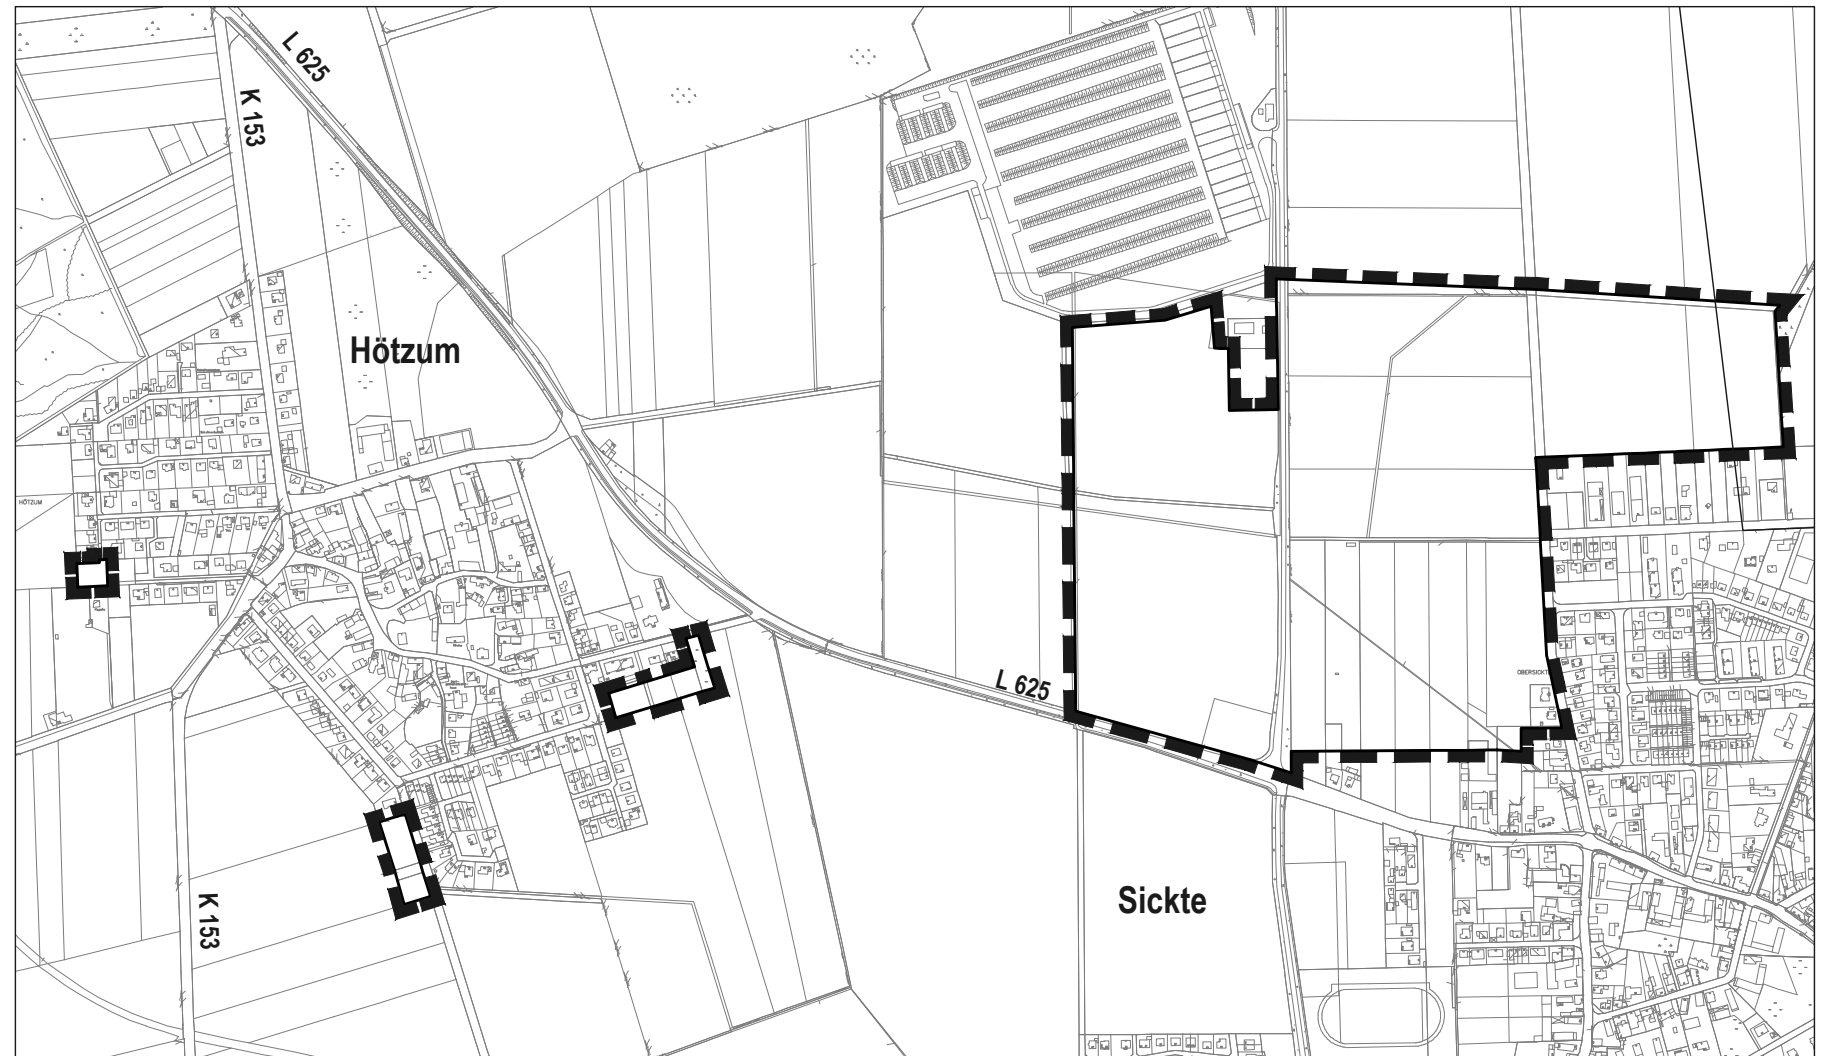 L 625
K 153
Hötzum
HÖTZUM
L 625
OBERSICKTE
K 153
Sickte